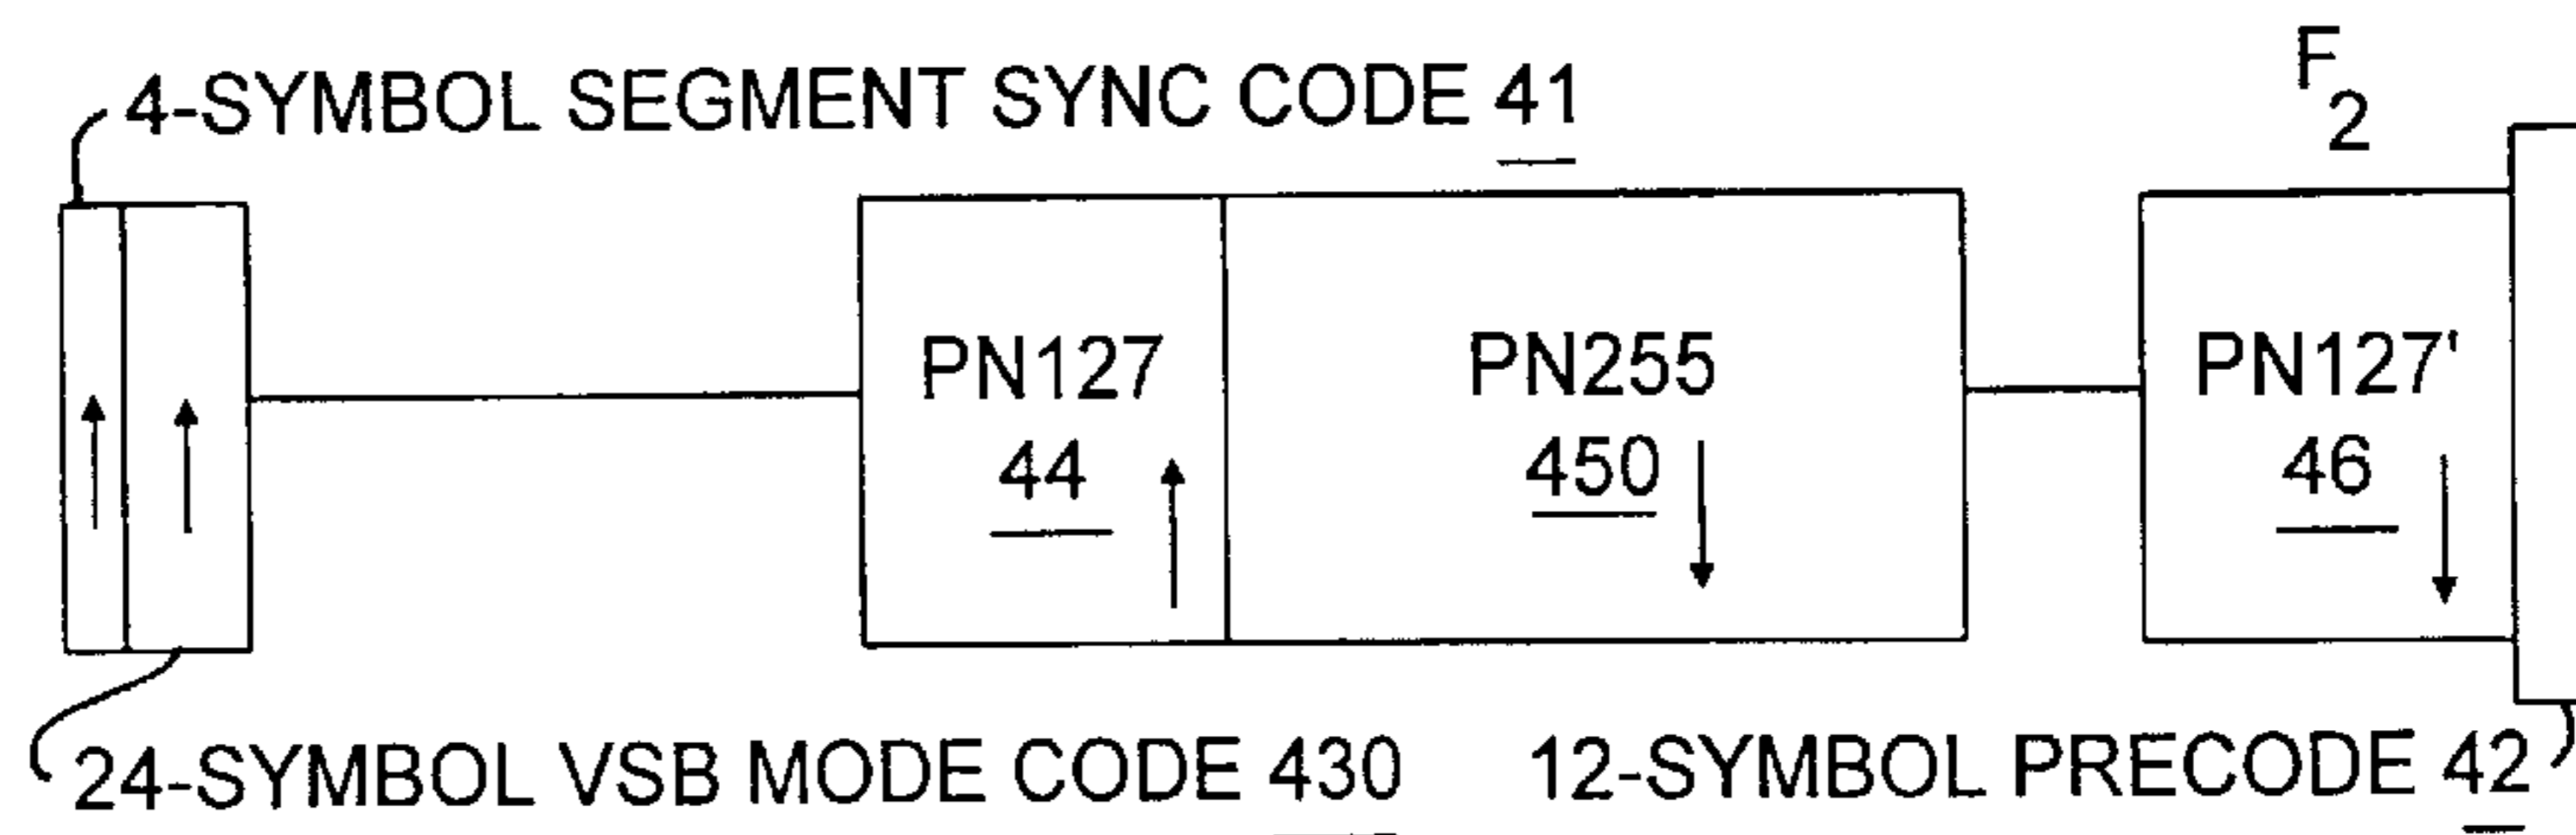 4-SYMBOL SEGMENT SYNC CODE 41
F
2
PN127
44
PN255
450
PN127'
46
24-SYMBOL VSB MODE CODE 430
12-SYMBOL PRECODE 42